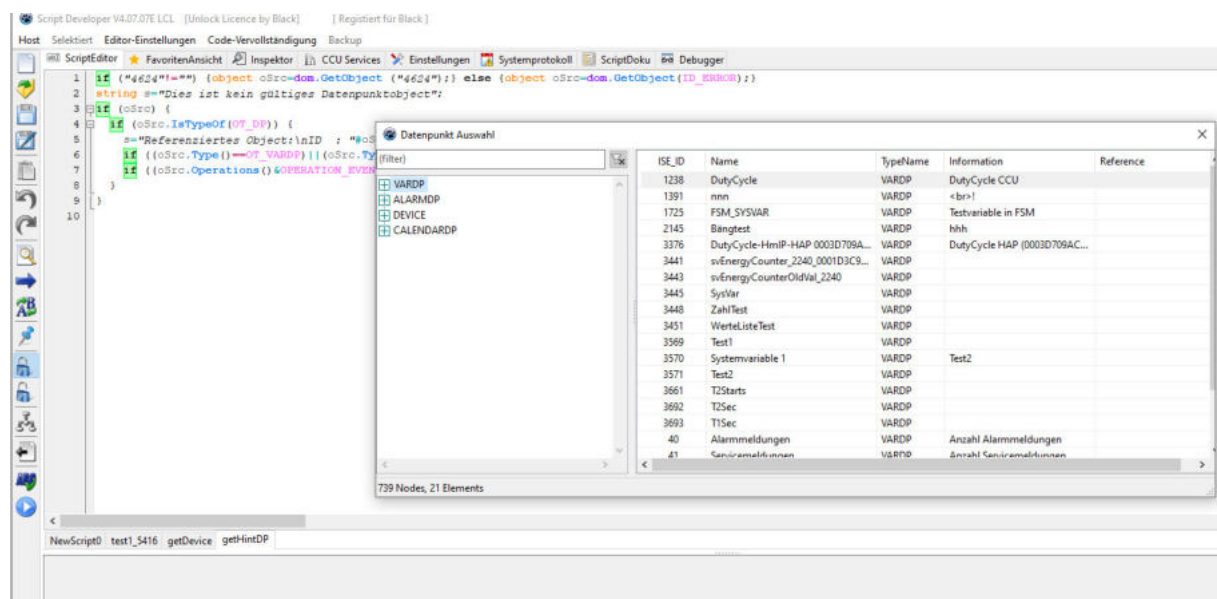 Script Developer V4.07.07E LCL [Unlock Licence by Black] [ Registiert für Black ]
Host Selektiert Editor-Einstellungen Code-Vervollständigung Backup
ScriptEditor FavoritenAnsicht Inspektor CCU Services Einstellungen Systemprotokoll ScriptDoku Debugger
1 if ("4624"!="") {object oSrc=dom.GetObject ("4624");} else {object oSrc=dom.GetObject(ID_ERROR);}
2 string s="Dies ist kein gültiges Datenpunktobject";
3 if (oSrc) {
4 if (oSrc.IsTypeOf(OT_DP)) {
5 s="Referenziertes Object:\nID : "#oS
6 if ((oSrc.Type()==OT_VARDP)||(oSrc.Ty
7 if ((oSrc.Operations()&OPERATION_EVEN
8 }
9 }
10
Datenpunkt Auswahl
(filter)
VARDP
ALARMDP
DEVICE
CALENDARDP
ISE_ID Name TypeName Information Reference
1238 DutyCycle VARDP DutyCycle CCU
1391 nnn VARDP <br>!
1725 FSM_SYSVAR VARDP Testvariable in FSM
2145 Bängtest VARDP hhh
3376 DutyCycle-HmIP-HAP 0003D709A... VARDP DutyCycle HAP (0003D709AC...
3441 svEnergyCounter_2240_0001D3C9... VARDP
3443 svEnergyCounterOldVal_2240 VARDP
3445 SysVar VARDP
3448 ZahlTest VARDP
3451 WerteListeTest VARDP
3569 Test1 VARDP
3570 Systemvariable 1 VARDP Test2
3571 Test2 VARDP
3661 T2Starts VARDP
3692 T2Sec VARDP
3693 T1Sec VARDP
40 Alarmmeldungen VARDP Anzahl Alarmmeldungen
41 Servicemeldungen VARDP Anzahl Servicemeldungen
739 Nodes, 21 Elements
NewScript0 test1_5416 getDevice getHintDP